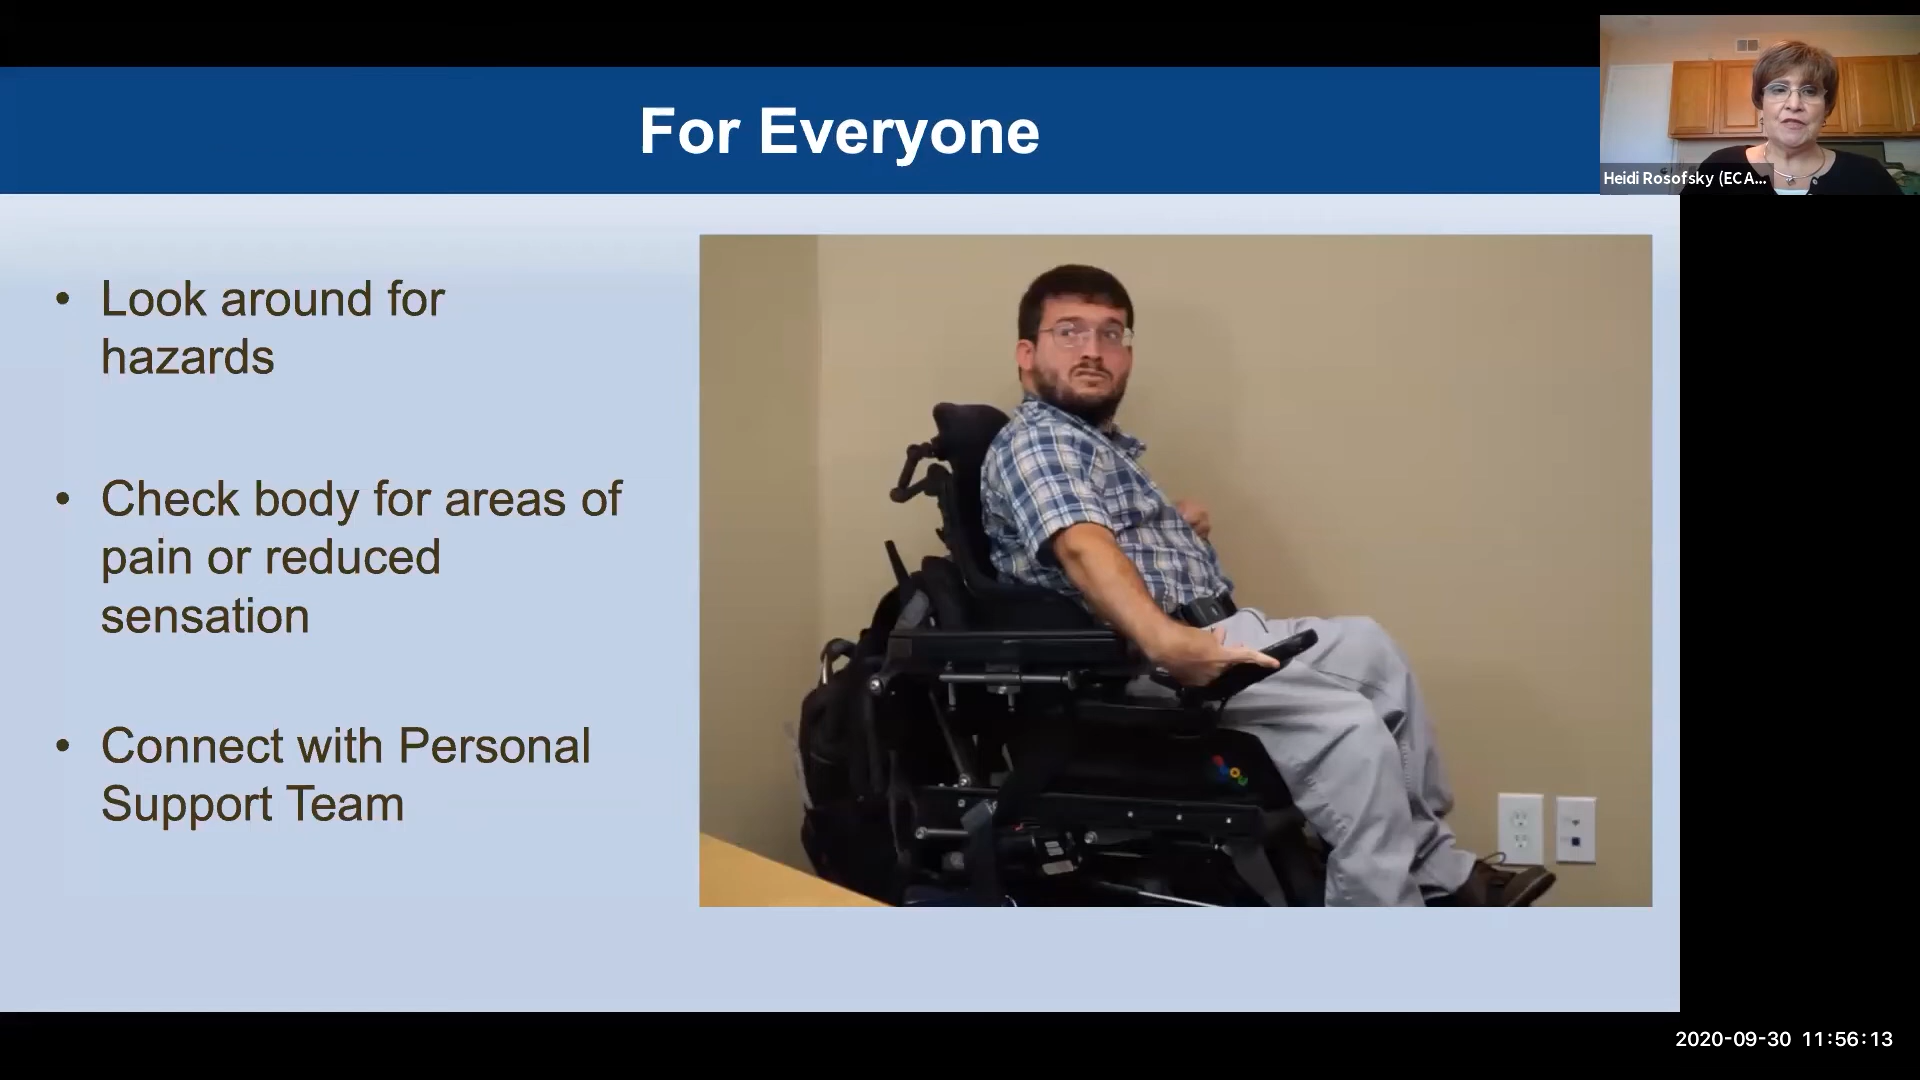 For Everyone
Heidi Rosofsky (ECA...
• Look around for
hazards
• Check body for areas of
pain or reduced
sensation
• Connect with Personal
Support Team
2020-09-30 11:56:13